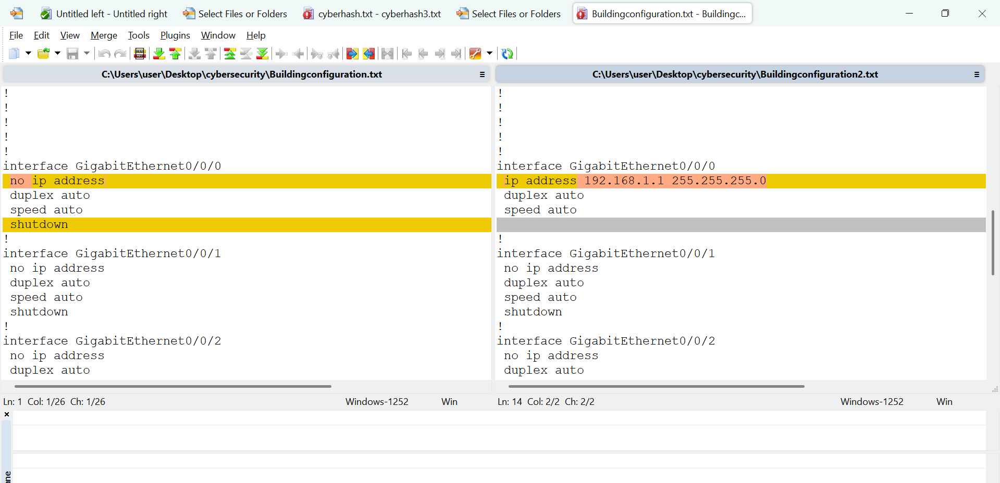 Untitled left - Untitled right
Select Files or Folders
cyberhash.txt - cyberhash3.txt
Select Files or Folders
Buildingconfiguration.txt - Buildingc...
File Edit View Merge Tools Plugins Window Help
C:\Users\user\Desktop\cybersecurity\Buildingconfiguration.txt
!
!
!
!
!
interface GigabitEthernet0/0/0
no ip address
duplex auto
speed auto
shutdown
!
interface GigabitEthernet0/0/1
no ip address
duplex auto
speed auto
shutdown
!
interface GigabitEthernet0/0/2
no ip address
duplex auto
Ln: 1 Col: 1/26 Ch: 1/26 Windows-1252 Win
C:\Users\user\Desktop\cybersecurity\Buildingconfiguration2.txt
!
!
!
!
!
interface GigabitEthernet0/0/0
ip address 192.168.1.1 255.255.255.0
duplex auto
speed auto
!
interface GigabitEthernet0/0/1
no ip address
duplex auto
speed auto
shutdown
!
interface GigabitEthernet0/0/2
no ip address
duplex auto
Ln: 14 Col: 2/2 Ch: 2/2 Windows-1252 Win
ane